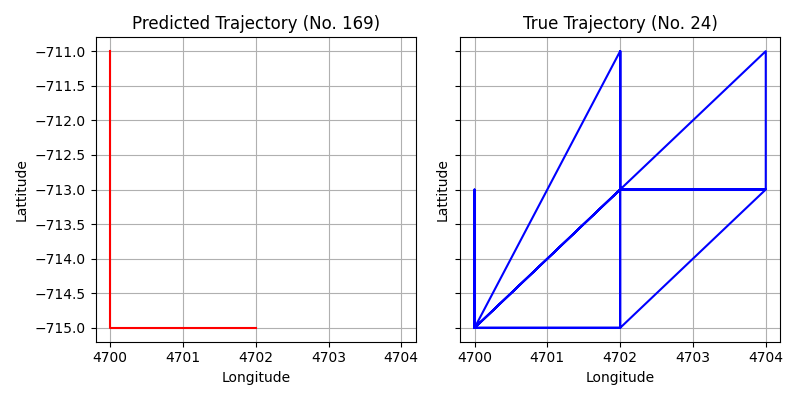 Predicted Trajectory (No. 169)
True Trajectory (No. 24)
−711.0
−711.5
−712.0
−712.5
−713.0
−713.5
−714.0
−714.5
−715.0
Lattitude
Lattitude
4700 4701 4702 4703 4704
4700 4701 4702 4703 4704
Longitude
Longitude